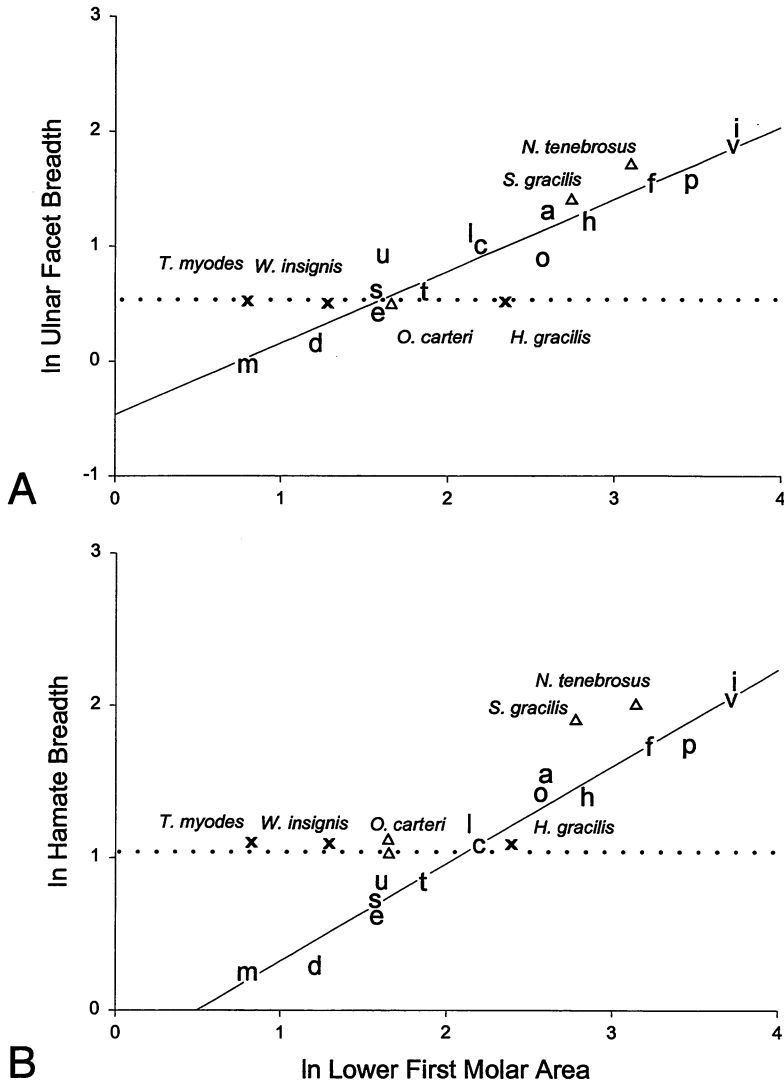 3
2
1
0
-1
ln Ulnar Facet Breadth
i
v
N. tenebrosus
S. gracilis
f
p
a
h
l
c
o
u
T. myodes
W. insignis
s
t
x
x
x
e
O. carteri
H. gracilis
d
m
0
1
2
3
4
A
3
2
1
0
ln Hamate Breadth
i
v
N. tenebrosus
S. gracilis
f
p
a
o
h
l
T. myodes
W. insignis
O. carteri
H. gracilis
x
x
c
x
u
t
s
e
m
d
0
1
2
3
4
B
ln Lower First Molar Area